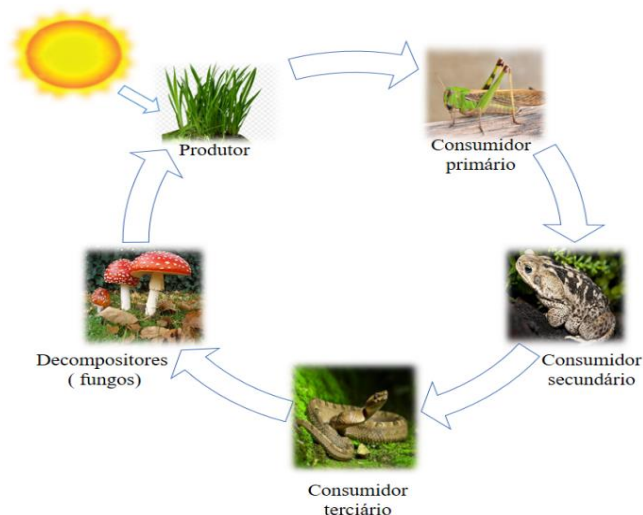 Produtor
Consumidor
primário
Consumidor
secundário
Consumidor
terciário
Decompositores
( fungos)